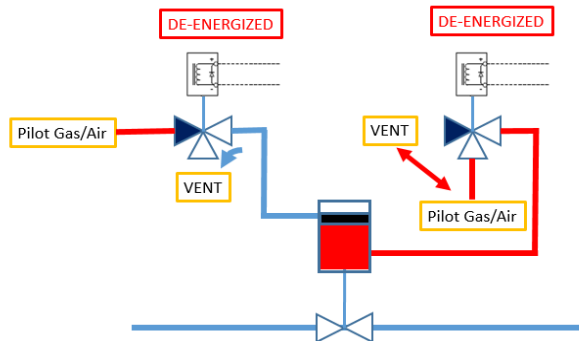 DE-ENERGIZED
DE-ENERGIZED
Pilot Gas/Air
VENT
VENT
Pilot Gas/Air